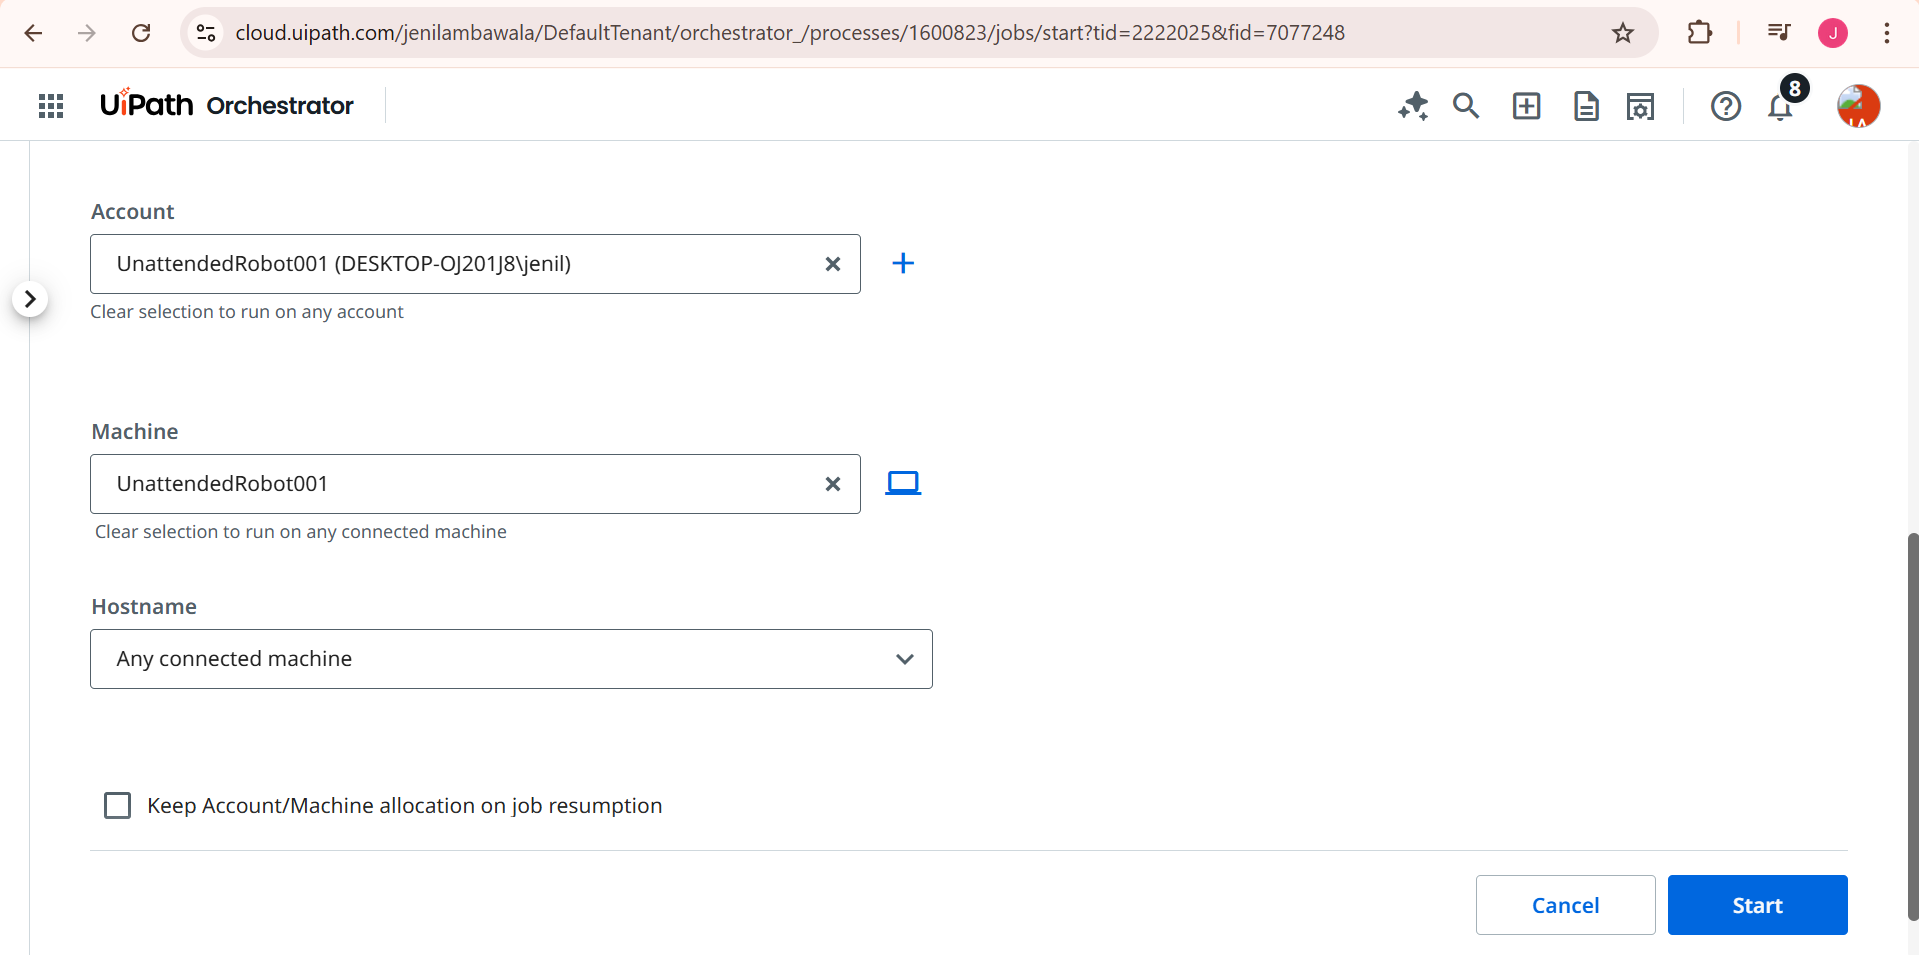 cloud.uipath.com/jenilambawala/DefaultTenant/orchestrator_/processes/1600823/jobs/start?tid=2222025&fid=7077248
J
UiPath Orchestrator
8
Account
UnattendedRobot001 (DESKTOP-OJ201J8\jenil)
Clear selection to run on any account
Machine
UnattendedRobot001
Clear selection to run on any connected machine
Hostname
Any connected machine
Keep Account/Machine allocation on job resumption
Cancel
Start